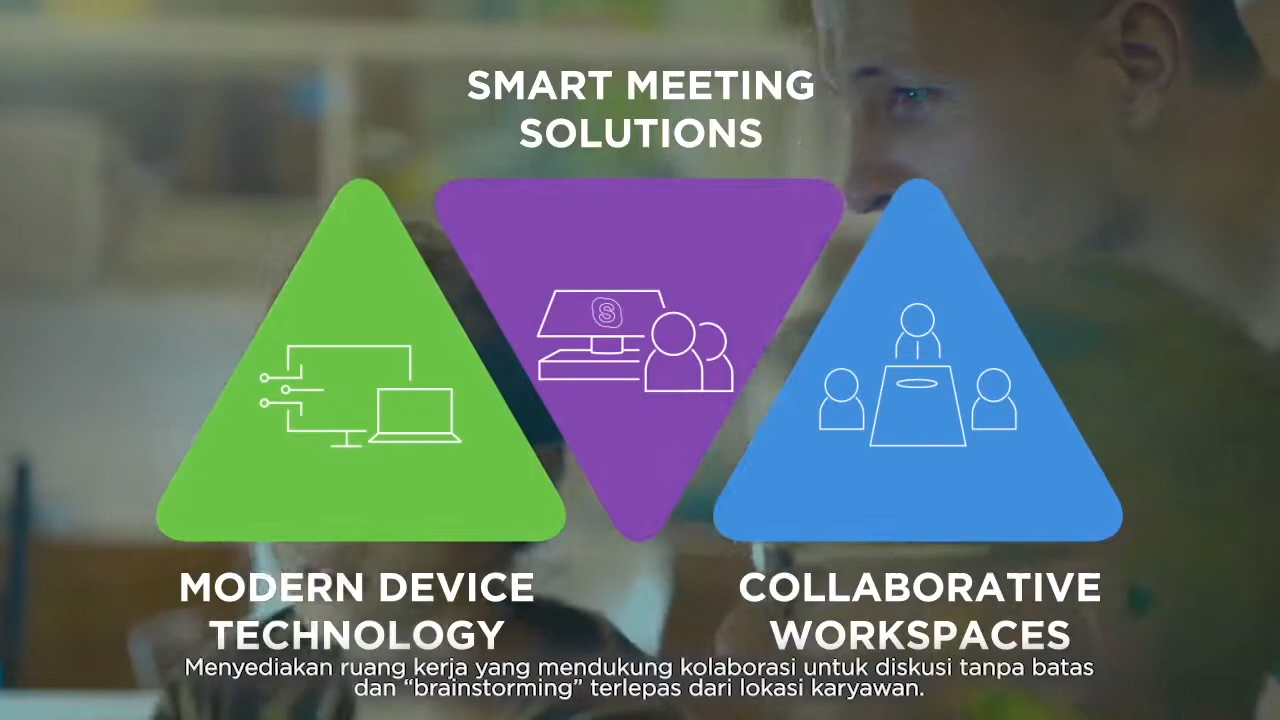 SMART MEETING
SOLUTIONS
S
MODERN DEVICE
TECHNOLOGY
COLLABORATIVE
WORKSPACES
Menyediakan ruang kerja yang mendukung kolaborasi untuk diskusi tanpa batas
dan “brainstorming” terlepas dari lokasi karyawan.